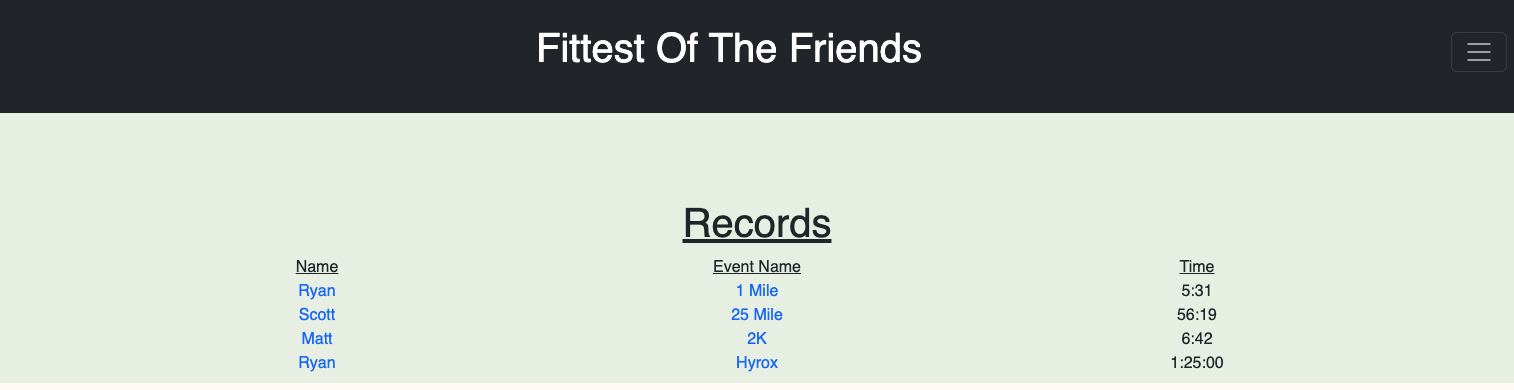 Fittest Of The Friends
Records
Name Event Name Time
Ryan 1 Mile 5:31
Scott 25 Mile 56:19
Matt 2K 6:42
Ryan Hyrox 1:25:00